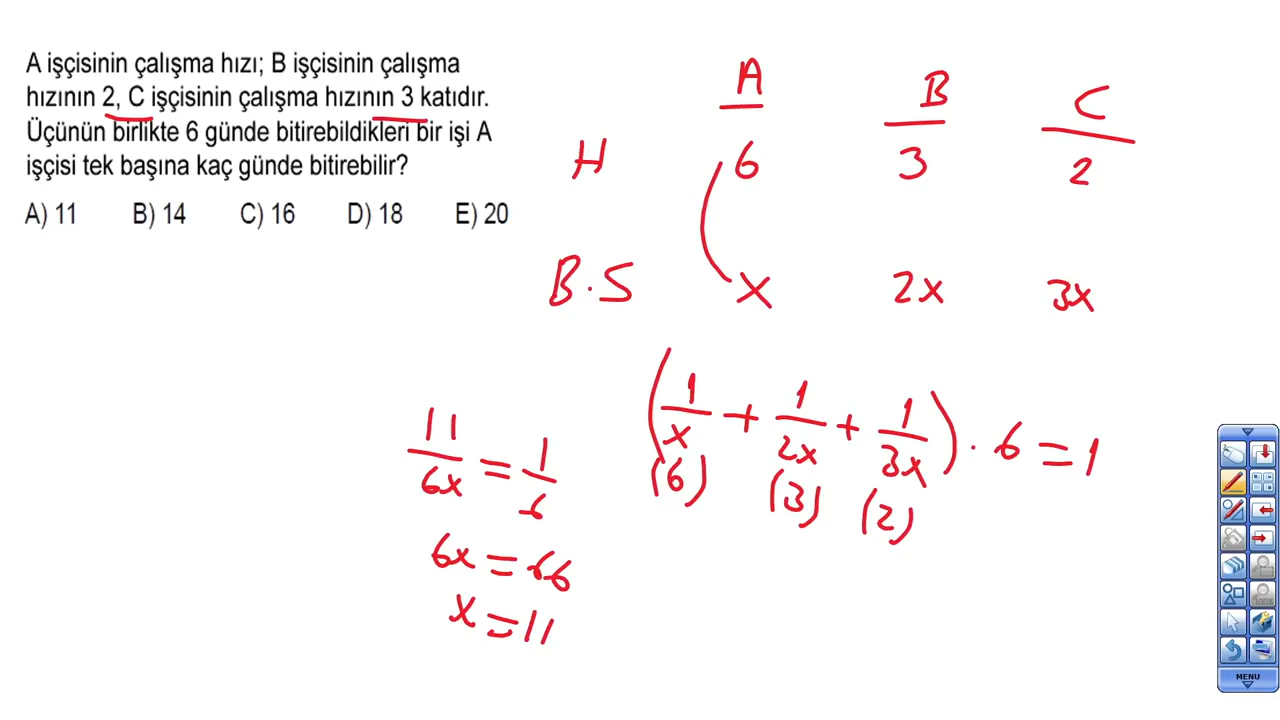 A işçisinin çalışma hızı; B işçisinin çalışma
hızının 2, C işçisinin çalışma hızının 3 katıdır.
Üçünün birlikte 6 günde bitirebildikleri bir işi A
işçisi tek başına kaç günde bitirebilir?
A) 11 B) 14 C) 16 D) 18 E) 20
A B C
H 6 3 2
B.S x 2x 3x
(1/x + 1/2x + 1/3x) . 6 = 1
(6) (3) (2)
11/6x = 1/6
6x = 66
x = 11
MENU